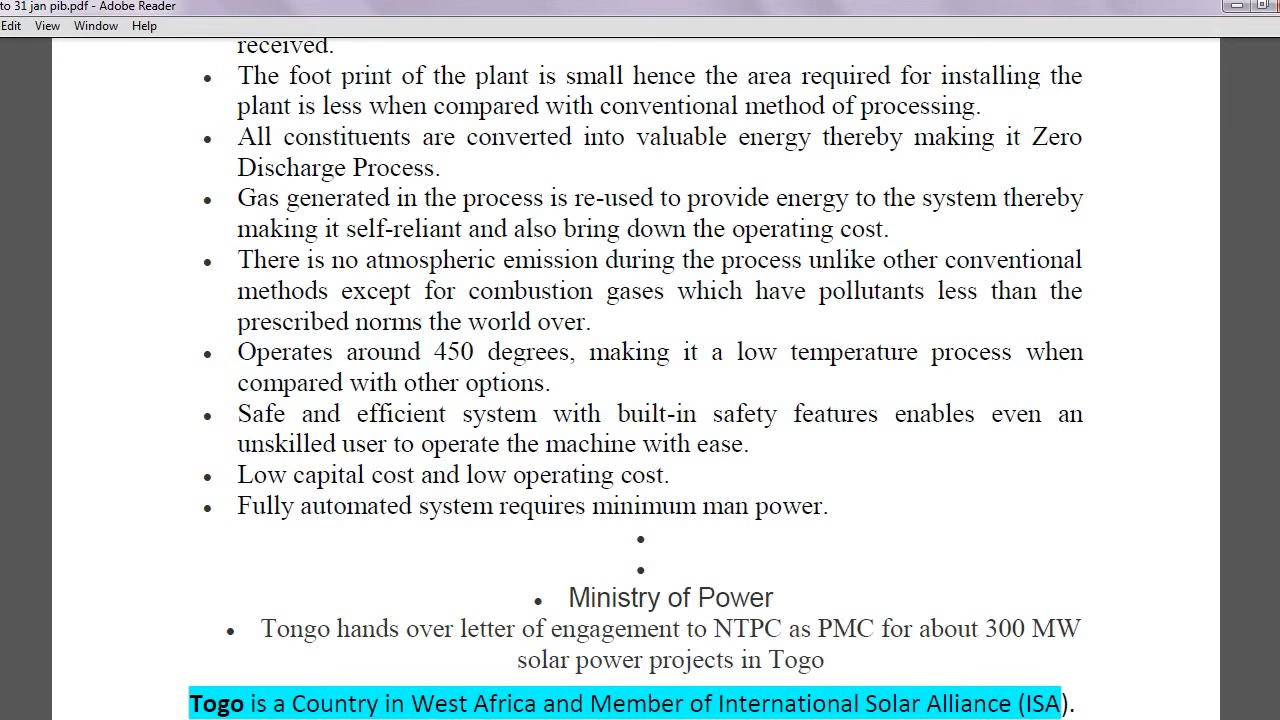 to 31 jan pib.pdf - Adobe Reader
Edit View Window Help
received.
• The foot print of the plant is small hence the area required for installing the
plant is less when compared with conventional method of processing.
• All constituents are converted into valuable energy thereby making it Zero
Discharge Process.
• Gas generated in the process is re-used to provide energy to the system thereby
making it self-reliant and also bring down the operating cost.
• There is no atmospheric emission during the process unlike other conventional
methods except for combustion gases which have pollutants less than the
prescribed norms the world over.
• Operates around 450 degrees, making it a low temperature process when
compared with other options.
• Safe and efficient system with built-in safety features enables even an
unskilled user to operate the machine with ease.
• Low capital cost and low operating cost.
• Fully automated system requires minimum man power.
•
•
• Ministry of Power
• Tongo hands over letter of engagement to NTPC as PMC for about 300 MW
solar power projects in Togo
Togo is a Country in West Africa and Member of International Solar Alliance (ISA).